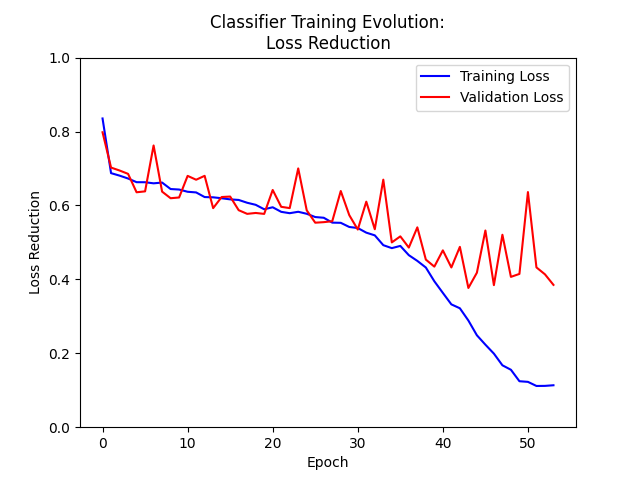 Classifier Training Evolution:
Loss Reduction
1.0
0.8
0.6
0.4
0.2
0.0
Loss Reduction
Training Loss
Validation Loss
0
10
20
30
40
50
Epoch